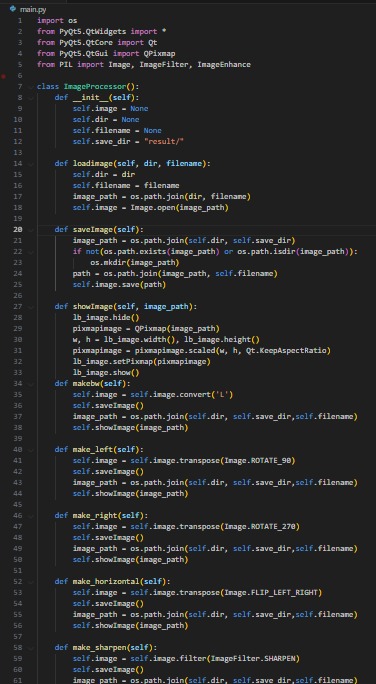 main.py
1 import os
2 from PyQt5.QtWidgets import *
3 from PyQt5.QtCore import Qt
4 from PyQt5.QtGui import QPixmap
5 from PIL import Image, ImageFilter, ImageEnhance
6
7 class ImageProcessor():
8     def __init__(self):
9         self.image = None
10         self.dir = None
11         self.filename = None
12         self.save_dir = "result/"
13
14     def loadimage(self, dir, filename):
15         self.dir = dir
16         self.filename = filename
17         image_path = os.path.join(dir, filename)
18         self.image = Image.open(image_path)
19
20     def saveImage(self):
21         image_path = os.path.join(self.dir, self.save_dir)
22         if not(os.path.exists(image_path) or os.path.isdir(image_path)):
23             os.mkdir(image_path)
24         path = os.path.join(image_path, self.filename)
25         self.image.save(path)
26
27     def showImage(self, image_path):
28         lb_image.hide()
29         pixmapimage = QPixmap(image_path)
30         w, h = lb_image.width(), lb_image.height()
31         pixmapimage = pixmapimage.scaled(w, h, Qt.KeepAspectRatio)
32         lb_image.setPixmap(pixmapimage)
33         lb_image.show()
34     def makebw(self):
35         self.image = self.image.convert('L')
36         self.saveImage()
37         image_path = os.path.join(self.dir, self.save_dir,self.filename)
38         self.showImage(image_path)
39
40     def make_left(self):
41         self.image = self.image.transpose(Image.ROTATE_90)
42         self.saveImage()
43         image_path = os.path.join(self.dir, self.save_dir,self.filename)
44         self.showImage(image_path)
45
46     def make_right(self):
47         self.image = self.image.transpose(Image.ROTATE_270)
48         self.saveImage()
49         image_path = os.path.join(self.dir, self.save_dir,self.filename)
50         self.showImage(image_path)
51
52     def make_horizontal(self):
53         self.image = self.image.transpose(Image.FLIP_LEFT_RIGHT)
54         self.saveImage()
55         image_path = os.path.join(self.dir, self.save_dir,self.filename)
56         self.showImage(image_path)
57
58     def make_sharpen(self):
59         self.image = self.image.filter(ImageFilter.SHARPEN)
60         self.saveImage()
61         image_path = os.path.join(self.dir, self.save_dir,self.filename)